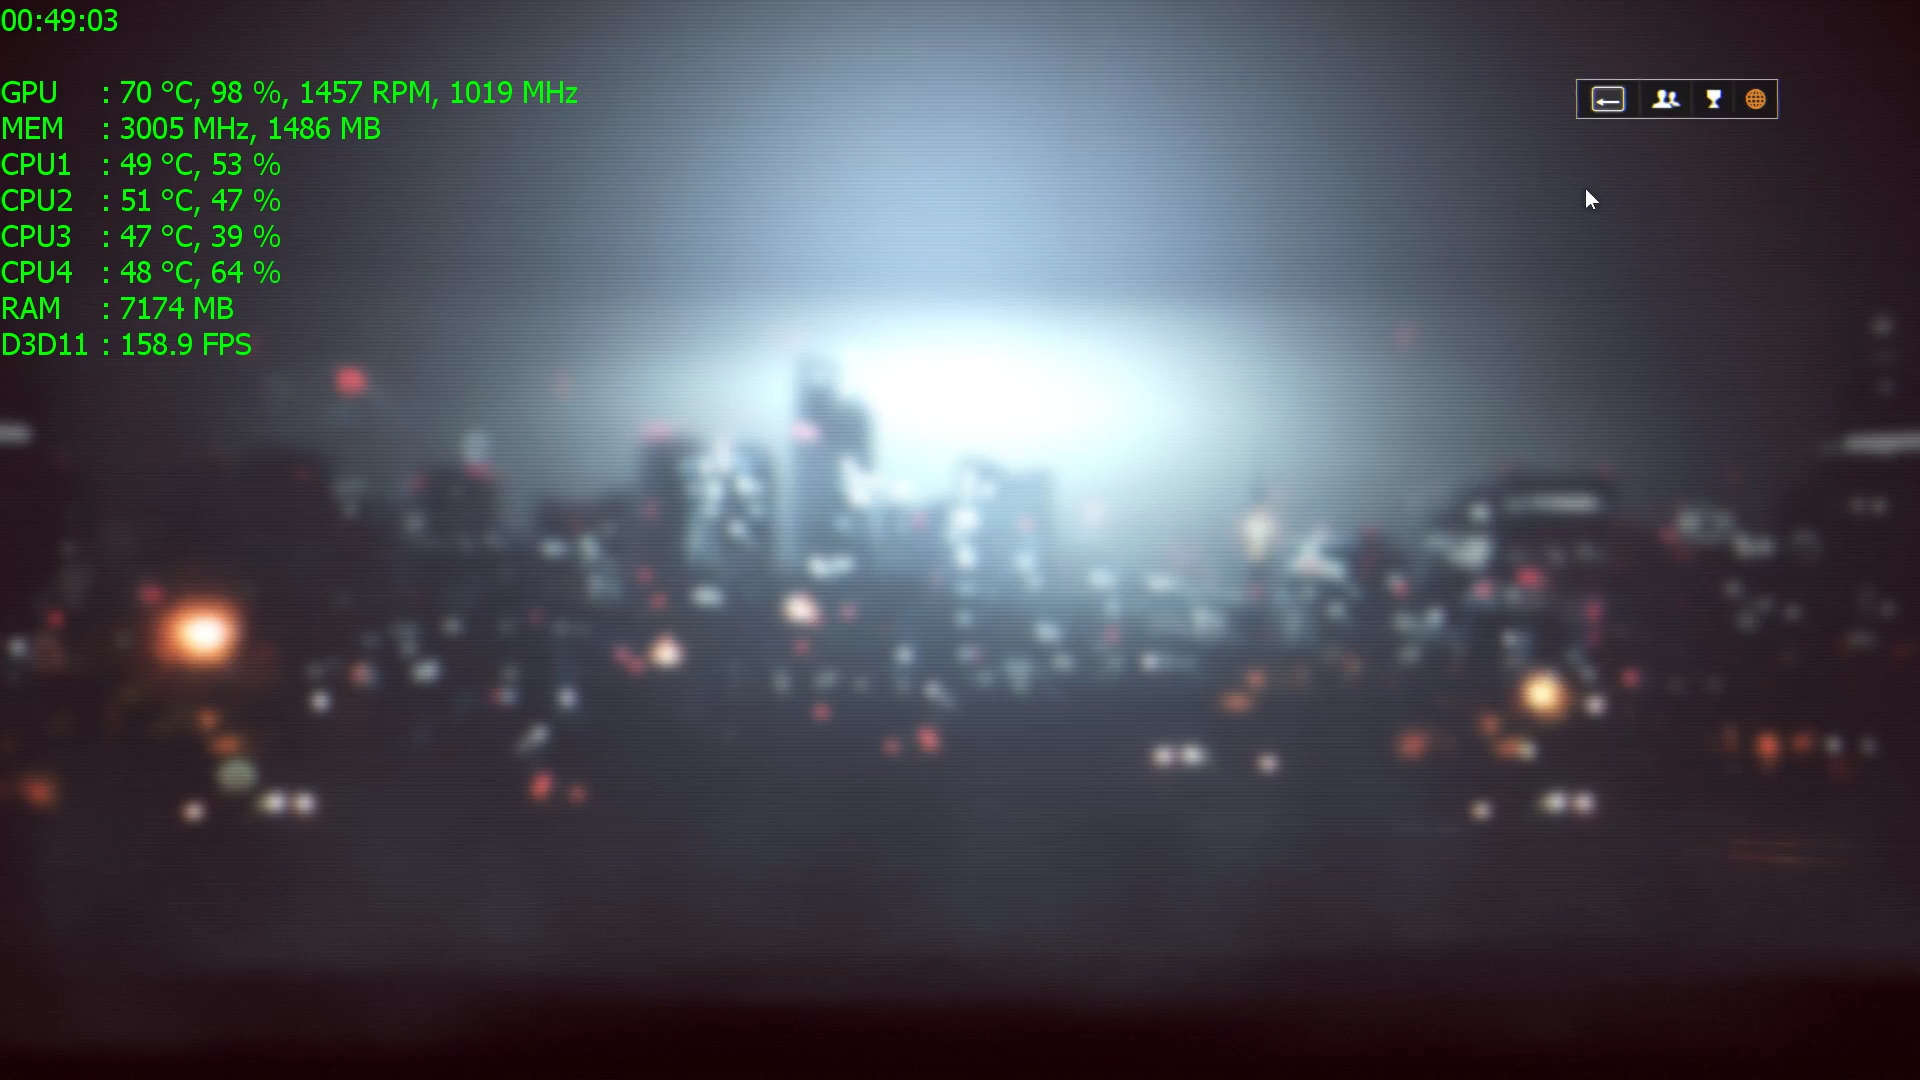 00:49:03
GPU : 70 °C, 98 %, 1457 RPM, 1019 MHz
MEM : 3005 MHz, 1486 MB
CPU1 : 49 °C, 53 %
CPU2 : 51 °C, 47 %
CPU3 : 47 °C, 39 %
CPU4 : 48 °C, 64 %
RAM : 7174 MB
D3D11 : 158.9 FPS